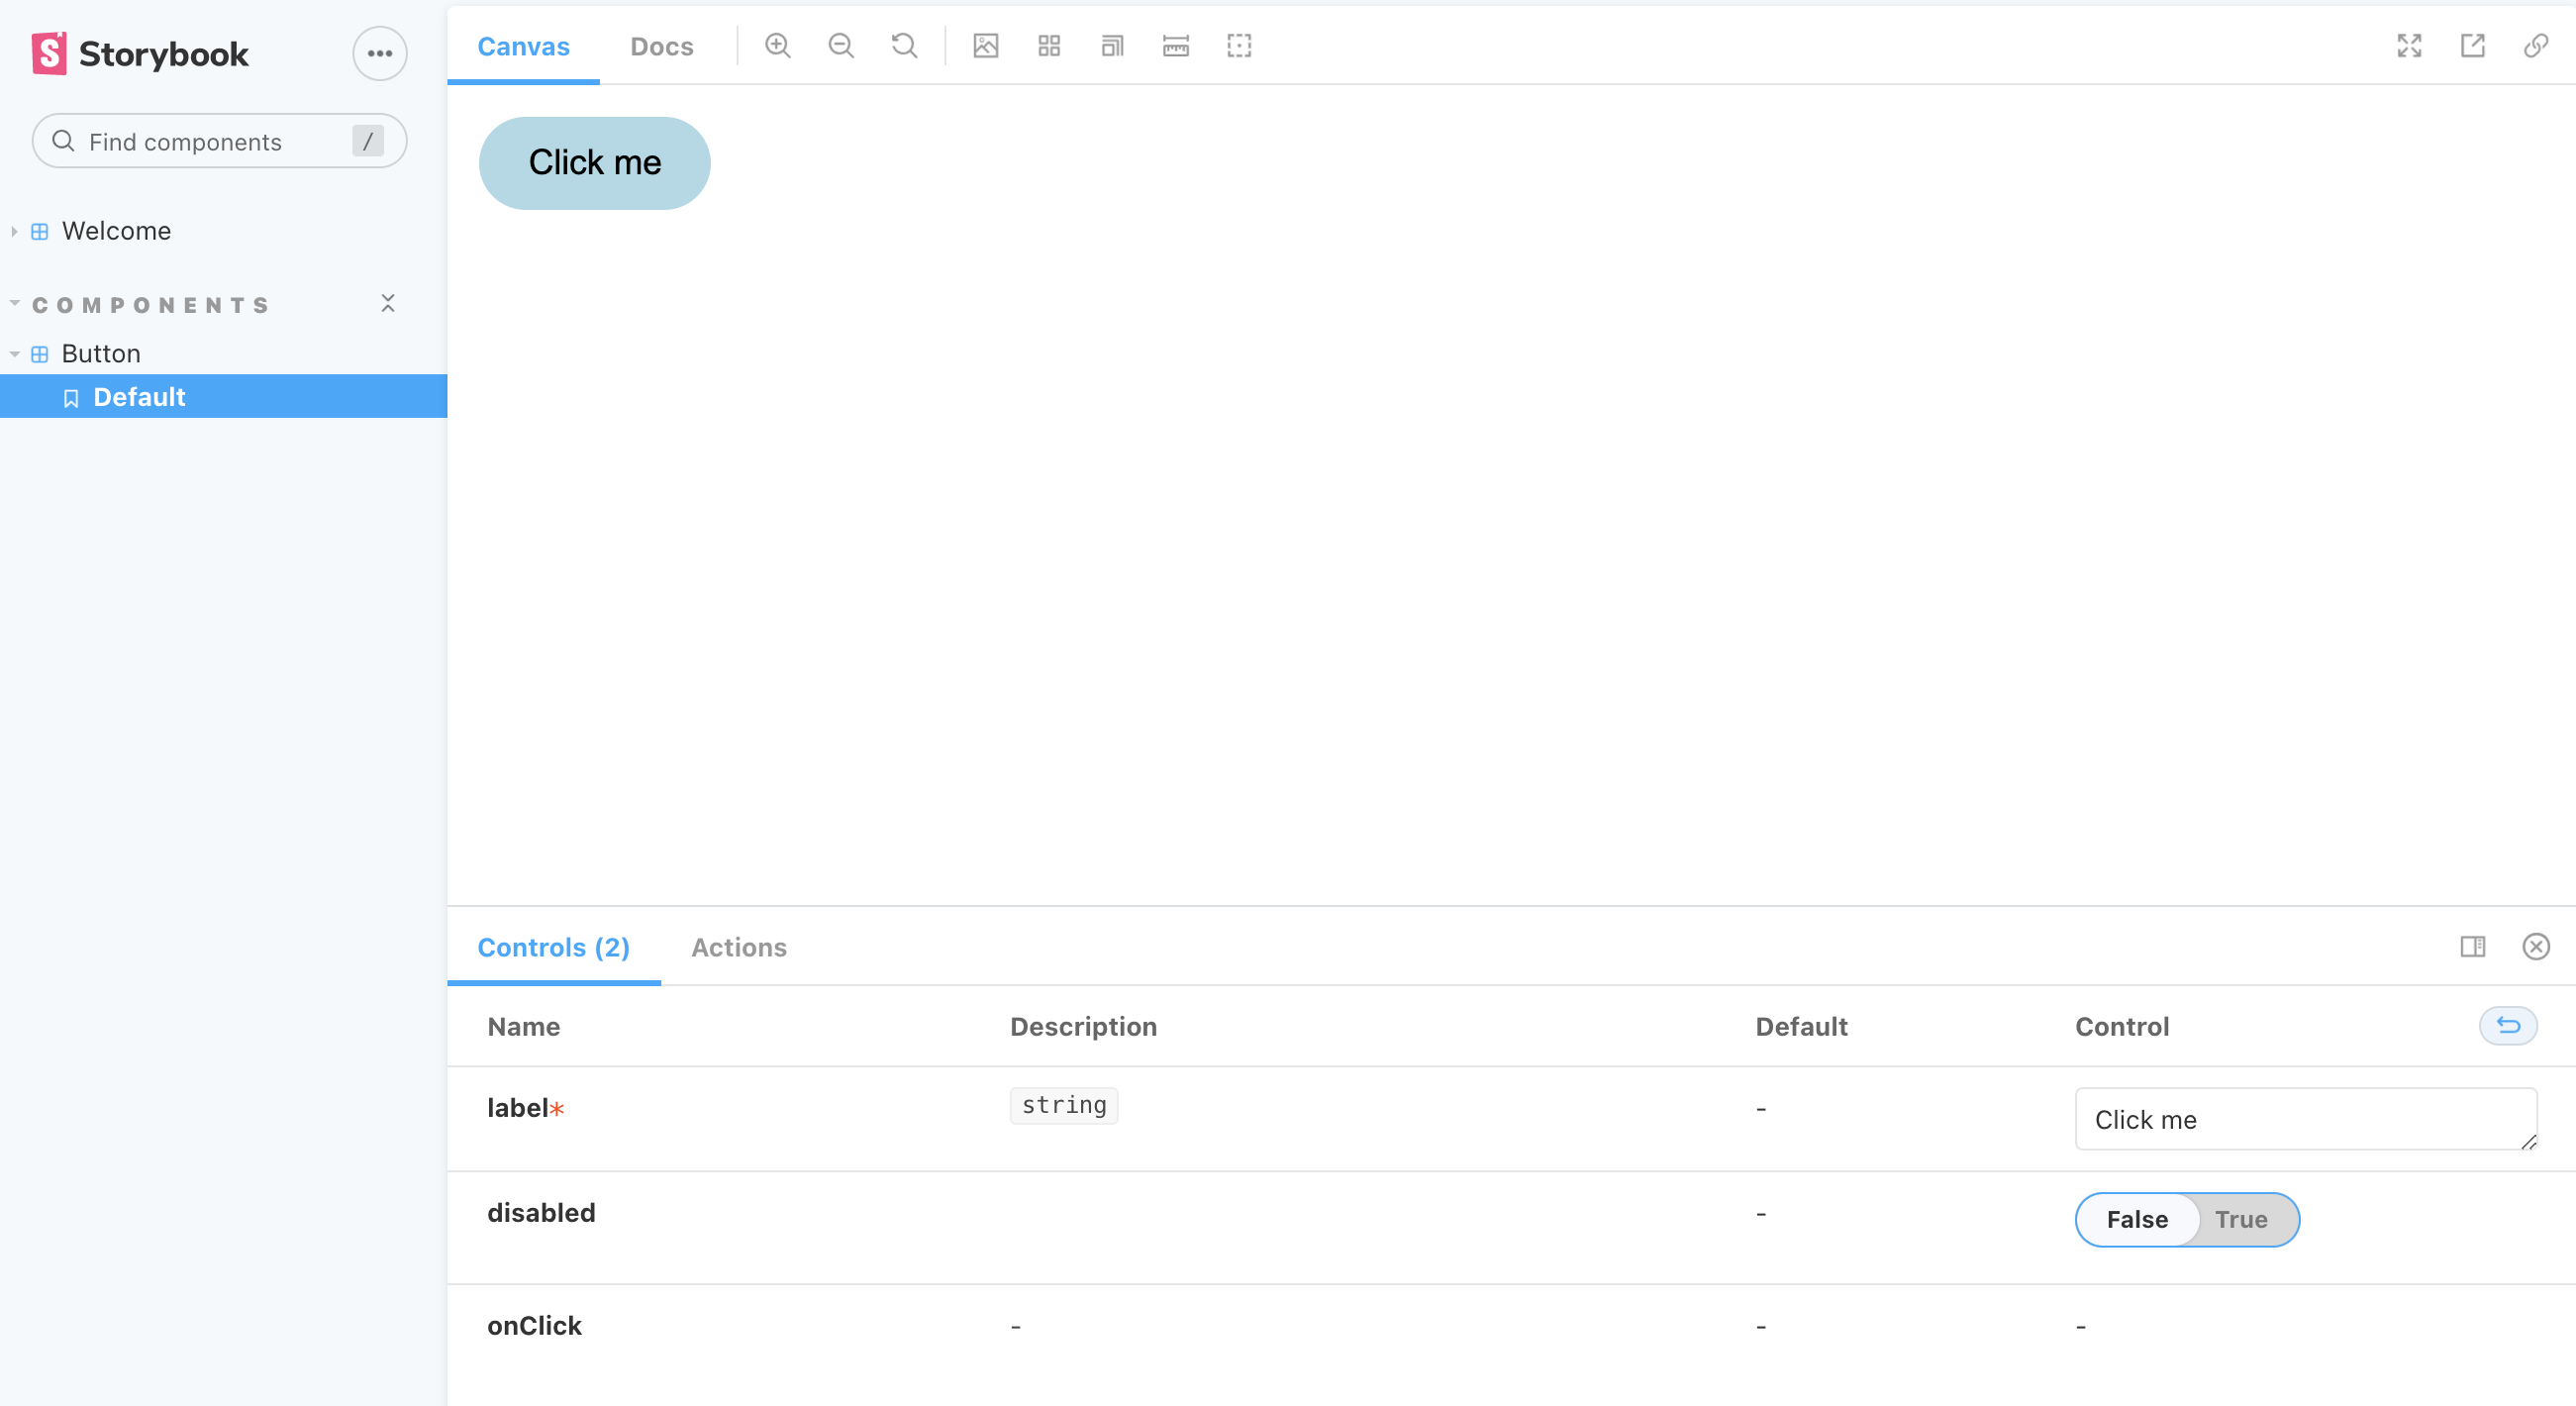 Storybook
Find components /
Welcome
COMPONENTS
Button
Default
Canvas Docs
Click me
Controls (2) Actions
Name Description Default Control
label* string - Click me
disabled - False True
onClick - - -